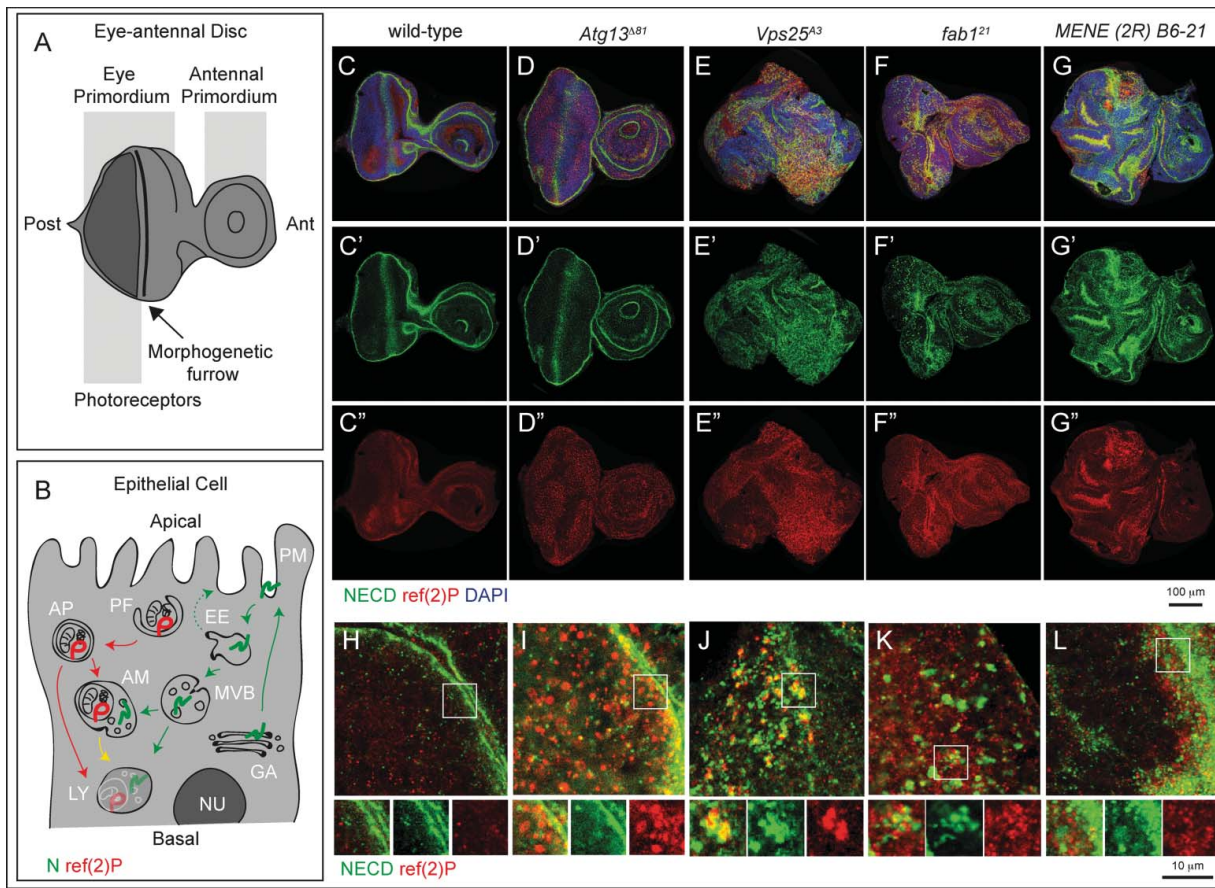 A
Eye-antennal Disc
Eye
Primordium
Antennal
Primordium
Post
Ant
Morphogenetic
furrow
Photoreceptors
B
Epithelial Cell
Apical
PM
AP
PF
EE
AM
MVB
GA
LY
NU
Basal
N ref(2)P
wild-type
Atg13Δ81
Vps25A3
fab121
MENE (2R) B6-21
C
D
E
F
G
C'
D'
E'
F'
G'
C"
D"
E"
F"
G"
NECD ref(2)P DAPI
100 μm
H
I
J
K
L
NECD ref(2)P
10 μm